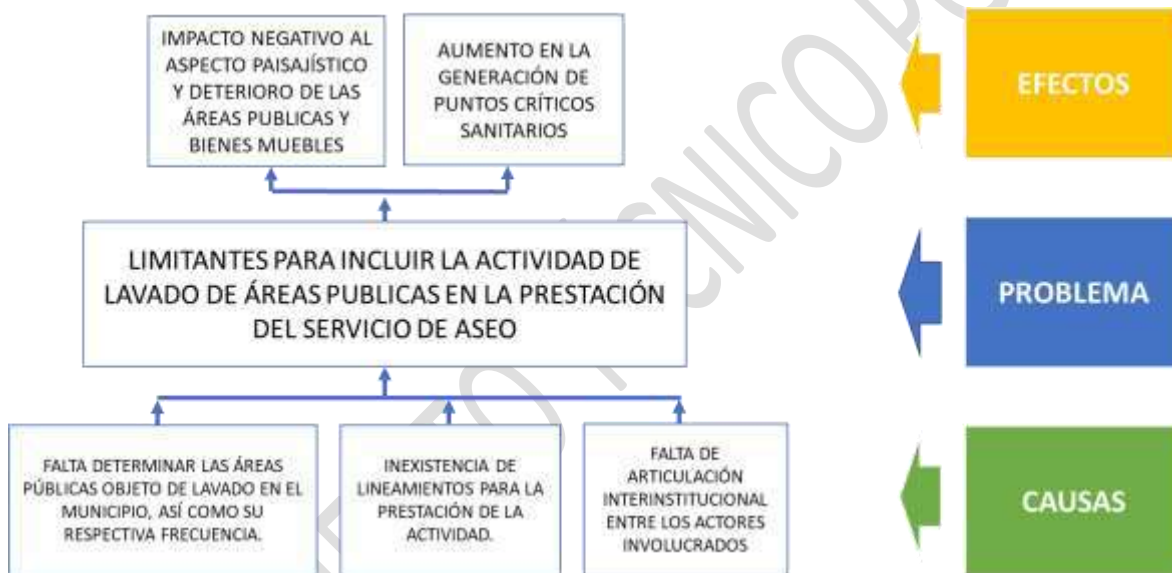 IMPACTO NEGATIVO AL
ASPECTO PAISAJÍSTICO
Y DETERIORO DE LAS
ÁREAS PUBLICAS Y
BIENES MUEBLES
AUMENTO EN LA
GENERACIÓN DE
PUNTOS CRÍTICOS
SANITARIOS
EFECTOS
LIMITANTES PARA INCLUIR LA ACTIVIDAD DE
LAVADO DE ÁREAS PUBLICAS EN LA PRESTACIÓN
DEL SERVICIO DE ASEO
PROBLEMA
FALTA DETERMINAR LAS ÁREAS
PÚBLICAS OBJETO DE LAVADO EN EL
MUNICIPIO, ASÍ COMO SU
RESPECTIVA FRECUENCIA.
INEXISTENCIA DE
LINEAMIENTOS PARA LA
PRESTACIÓN DE LA
ACTIVIDAD.
FALTA DE
ARTICULACIÓN
INTERINSTITUCIONAL
ENTRE LOS ACTORES
INVOLUCRADOS
CAUSAS